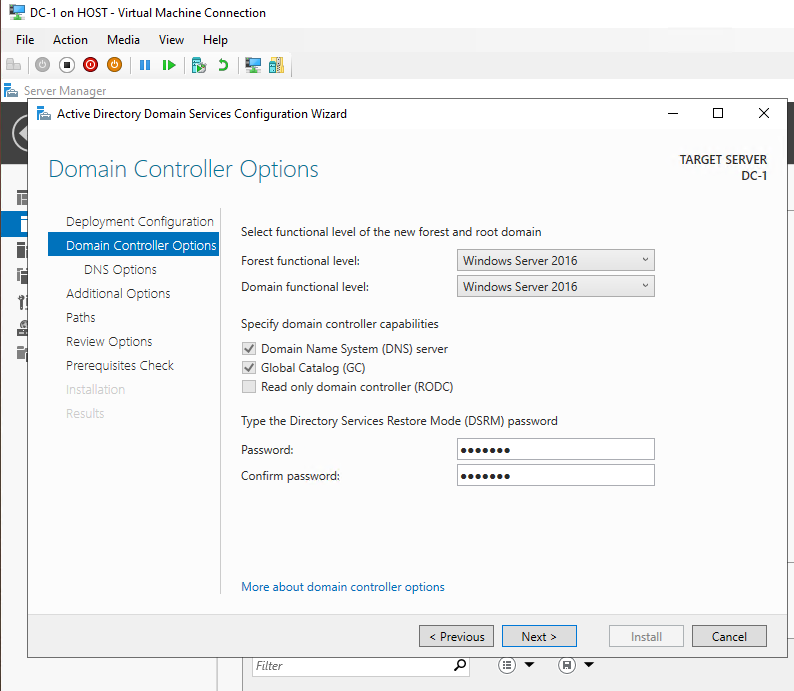 DC-1 on HOST - Virtual Machine Connection
File Action Media View Help
Server Manager
Active Directory Domain Services Configuration Wizard
Domain Controller Options
TARGET SERVER
DC-1
Deployment Configuration
Domain Controller Options
DNS Options
Additional Options
Paths
Review Options
Prerequisites Check
Installation
Results
Select functional level of the new forest and root domain
Forest functional level: Windows Server 2016
Domain functional level: Windows Server 2016
Specify domain controller capabilities
Domain Name System (DNS) server
Global Catalog (GC)
Read only domain controller (RODC)
Type the Directory Services Restore Mode (DSRM) password
Password: ●●●●●●●
Confirm password: ●●●●●●●
More about domain controller options
< Previous Next > Install Cancel
Filter